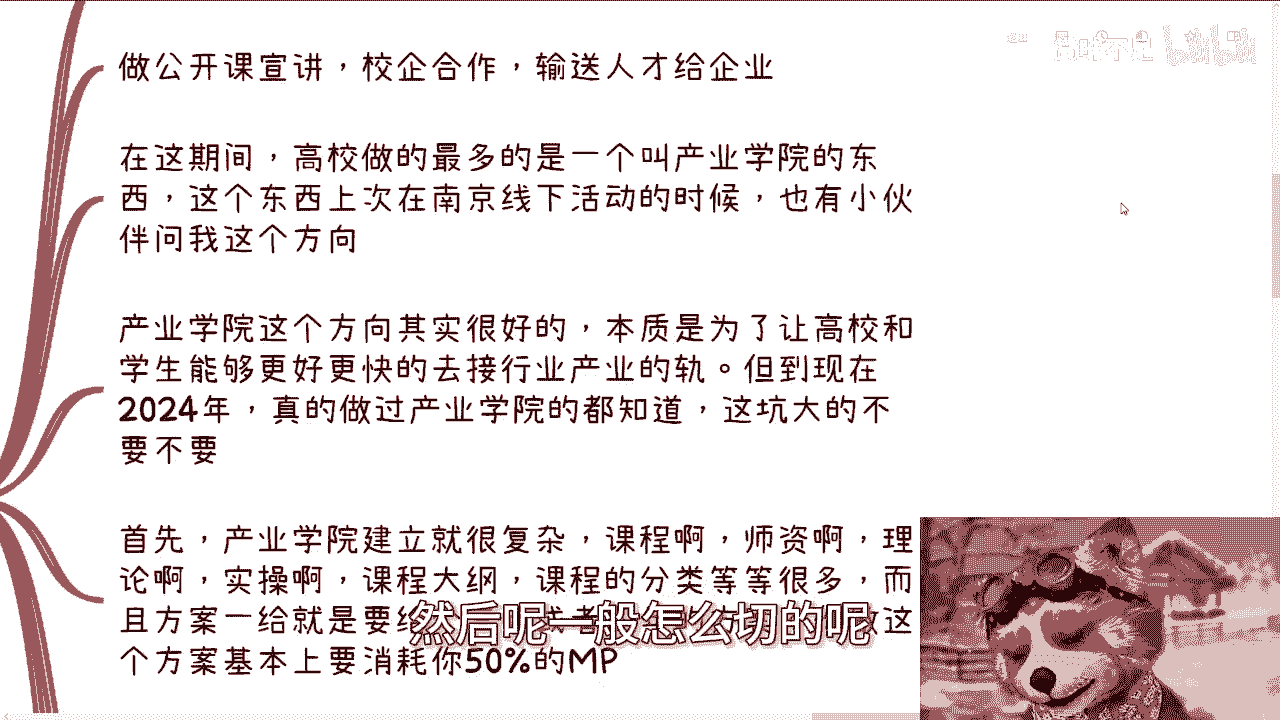 做公开课宣讲，校企合作，输送人才给企业
在这期间，高校做的最多的是一个叫产业学院的东
西，这个东西上次在南京线下活动的时候，也有小伙
伴问我这个方向
产业学院这个方向其实很好的，本质是为了让高校和
学生能够更好更快的去接行业产业的轨。但到现在
2024年，真的做过产业学院的都知道，这坑大的不
要不要
首先，产业学院建立就很复杂，课程啊，师资啊，理
论啊，实操啊，课程大纲，课程的分类等等很多，而
且方案一给就是要
这
个方案基本上要消耗你50%的MP
然后呢一般怎么切的呢
bilibili